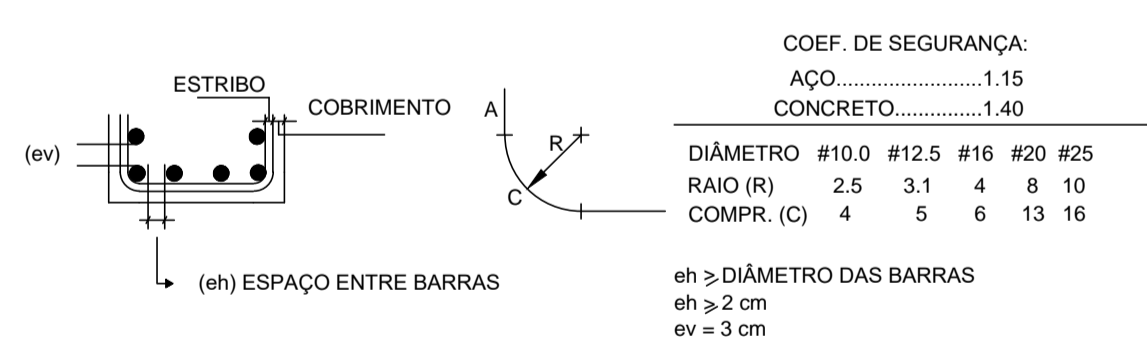 ESTRIBO
COBRIMENTO
(ev)
(eh) ESPAÇO ENTRE BARRAS
A
R
C
COEF. DE SEGURANÇA:
AÇO........................1.15
CONCRETO...............1.40
DIÂMETRO #10.0 #12.5 #16 #20 #25
RAIO (R) 2.5 3.1 4 8 10
COMPR. (C) 4 5 6 13 16
eh ⩾ DIÂMETRO DAS BARRAS
eh ⩾ 2 cm
ev = 3 cm